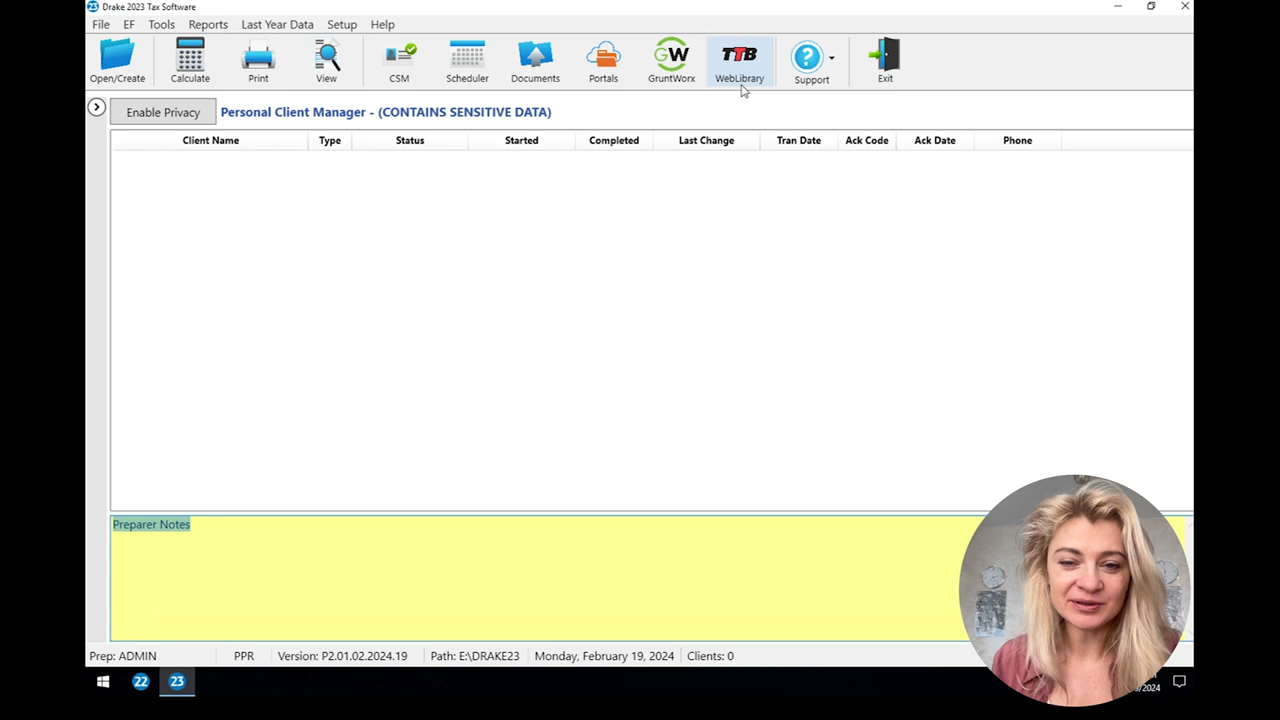 23 Drake 2023 Tax Software
File EF Tools Reports Last Year Data Setup Help
GW TTB ?
Open/Create Calculate Print View CSM Scheduler Documents Portals GruntWorx WebLibrary Support Exit
Enable Privacy Personal Client Manager - (CONTAINS SENSITIVE DATA)
Client Name Type Status Started Completed Last Change Tran Date Ack Code Ack Date Phone
Preparer Notes
Prep: ADMIN PPR Version: P2.01.02.2024.19 Path: E:\DRAKE23 Monday, February 19, 2024 Clients: 0
22 23
/2024